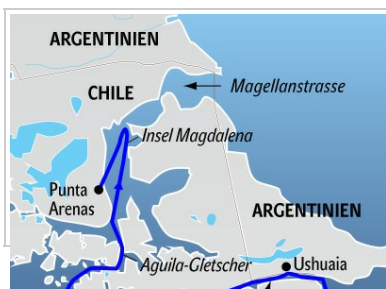 ARGENTINIEN
CHILE
Magellanstrasse
Insel Magdalena
Punta
Arenas
ARGENTINIEN
Aguila-Gletscher
Ushuaia